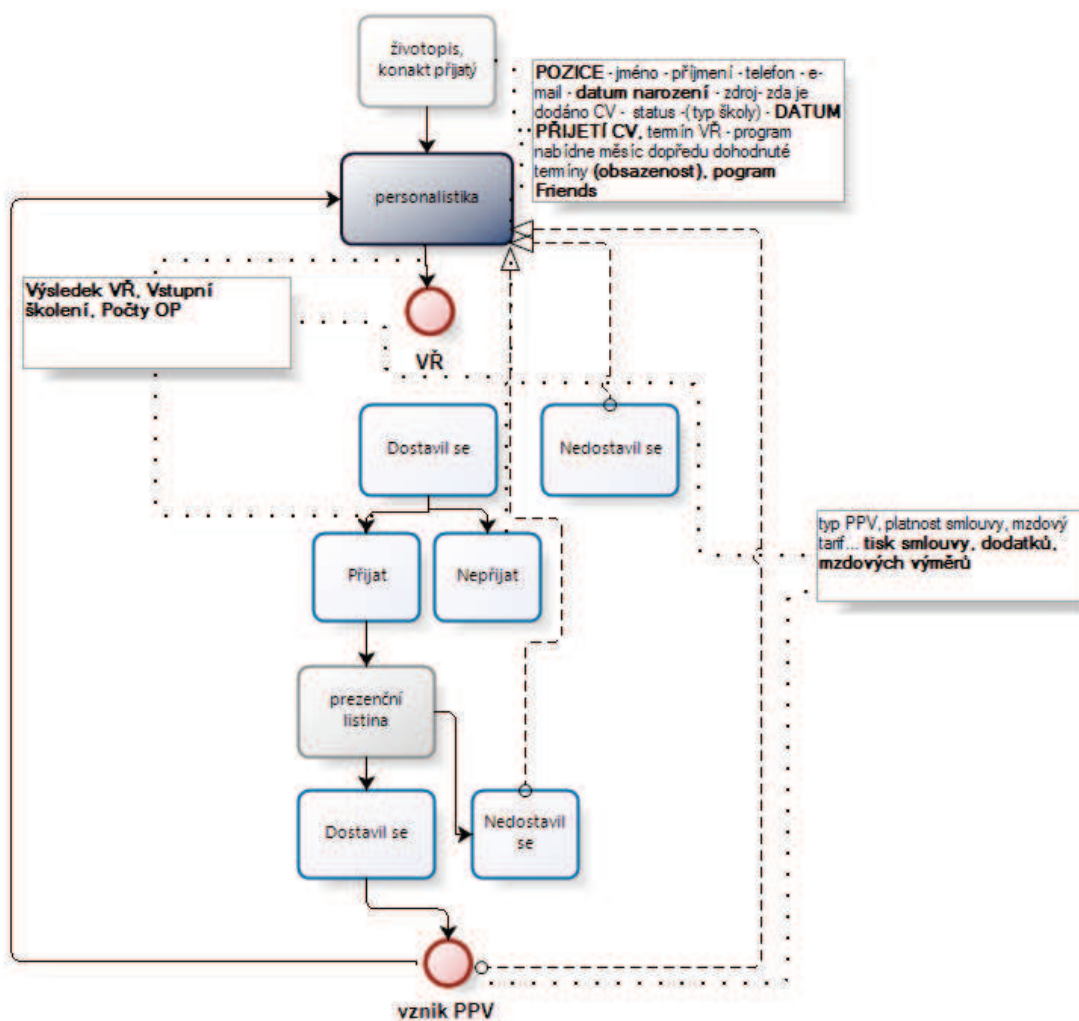 životopis,
konakt přijatý
POZICE - jméno - příjmení - telefon - e-
mail - datum narození - zdroj- zda je
dodáno CV - status -(typ školy) - DATUM
PŘIJETÍ CV, termín VŘ - program
nabídne měsíc dopředu dohodnuté
termíny (obsazenost), pogram
Friends
personalistika
Výsledek VŘ, Vstupní
školení, Počty OP
VŘ
Dostavil se
Nedostavil se
typ PPV, platnost smlouvy, mzdový
tarif... tisk smlouvy, dodatků,
mzdových výměrů
Přijat
Nepřijat
prezenční
listina
Dostavil se
Nedostavil
se
vznik PPV